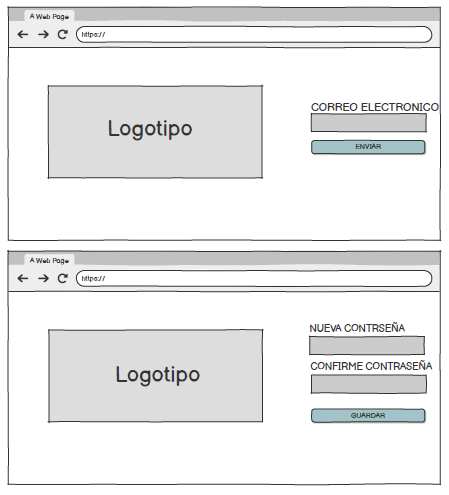 A Web Page
https://
Logotipo
CORREO ELECTRONICO
ENVIAR
A Web Page
https://
Logotipo
NUEVA CONTRSEÑA
CONFIRME CONTRASEÑA
GUARDAR